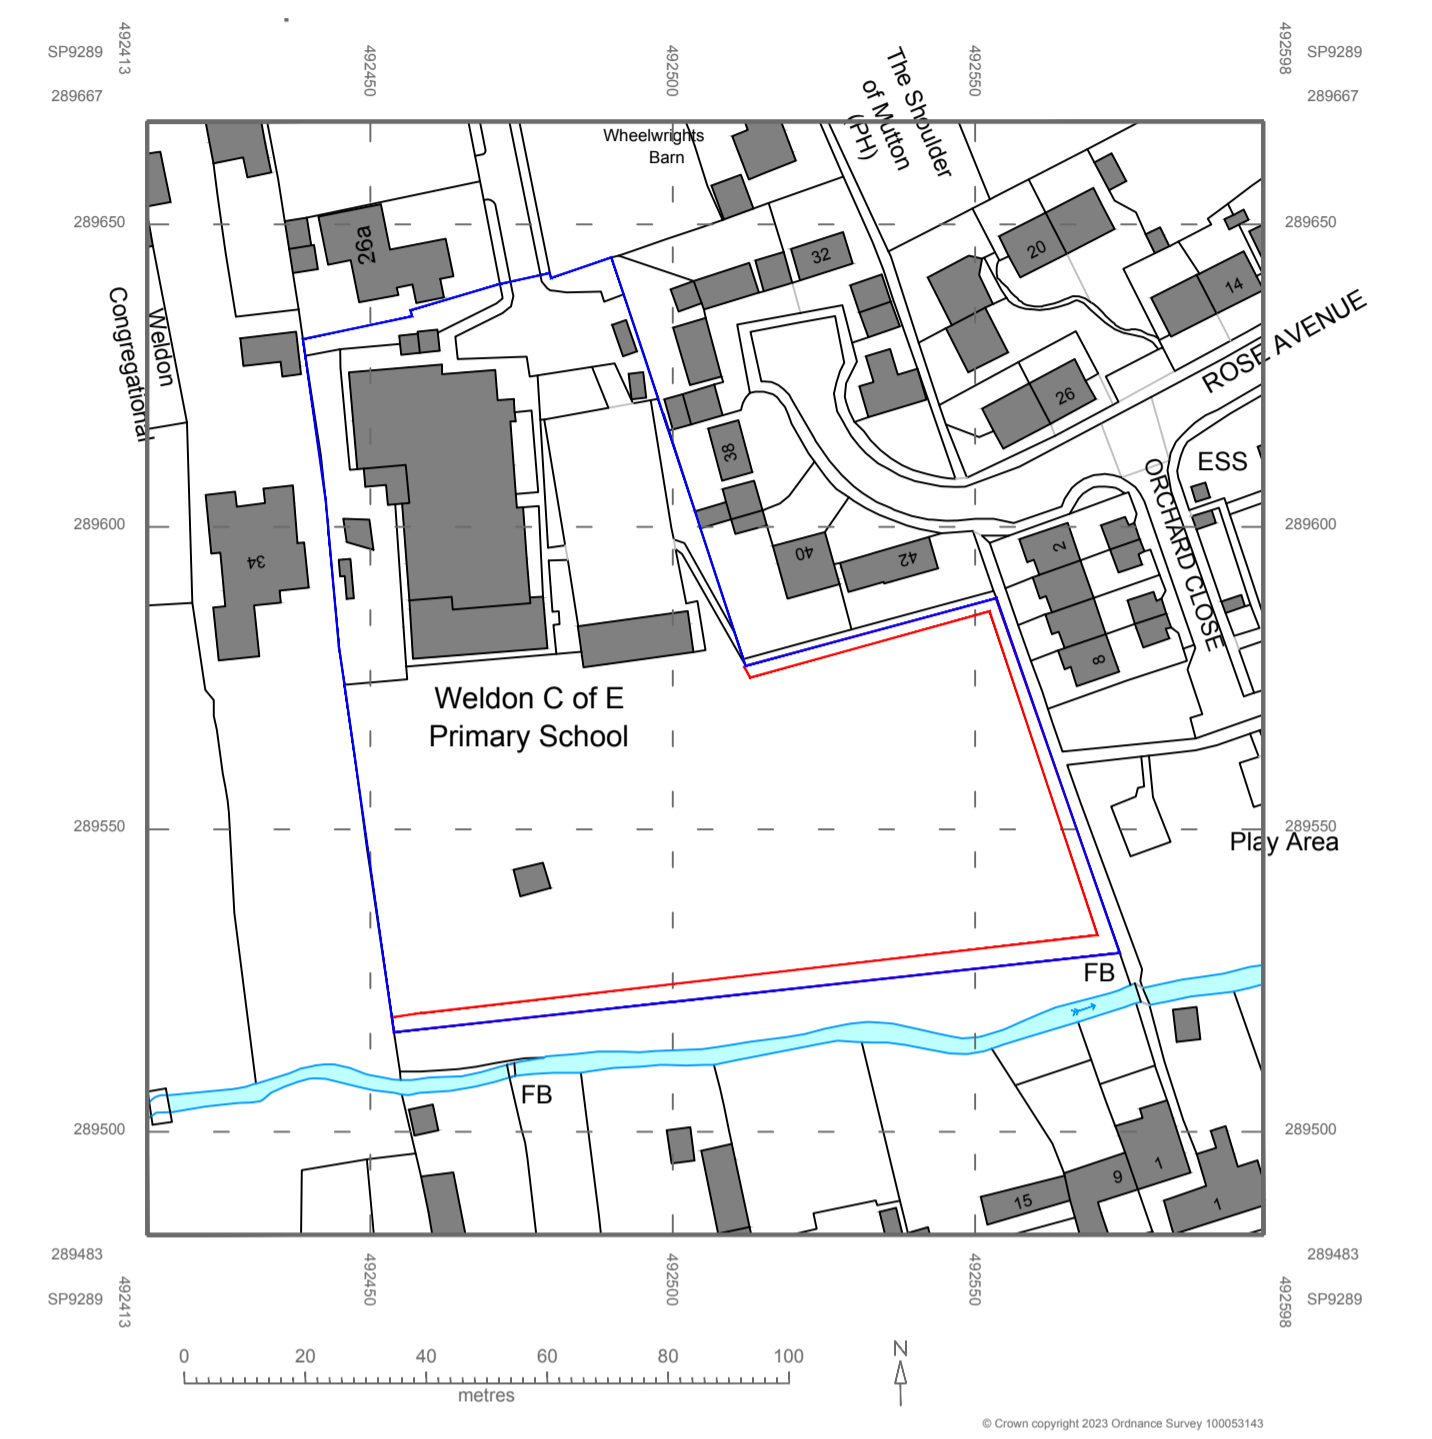 492413
492598
SP9289
492450
492500
492550
SP9289
289667
289667
The Shoulder
of Mutton
(PH)
Wheelwrights
Barn
289650
289650
26a
32
20
14
Weldon
Congregational
ROSE AVENUE
26
38
ESS
ORCHARD CLOSE
289600
289600
34
40
42
2
8
Weldon C of E
Primary School
289550
289550
Play Area
FB
FB
289500
289500
15
9
1
1
289483
289483
492413
492450
492500
492550
492598
SP9289
SP9289
0 20 40 60 80 100
metres
N
© Crown copyright 2023 Ordnance Survey 100053143